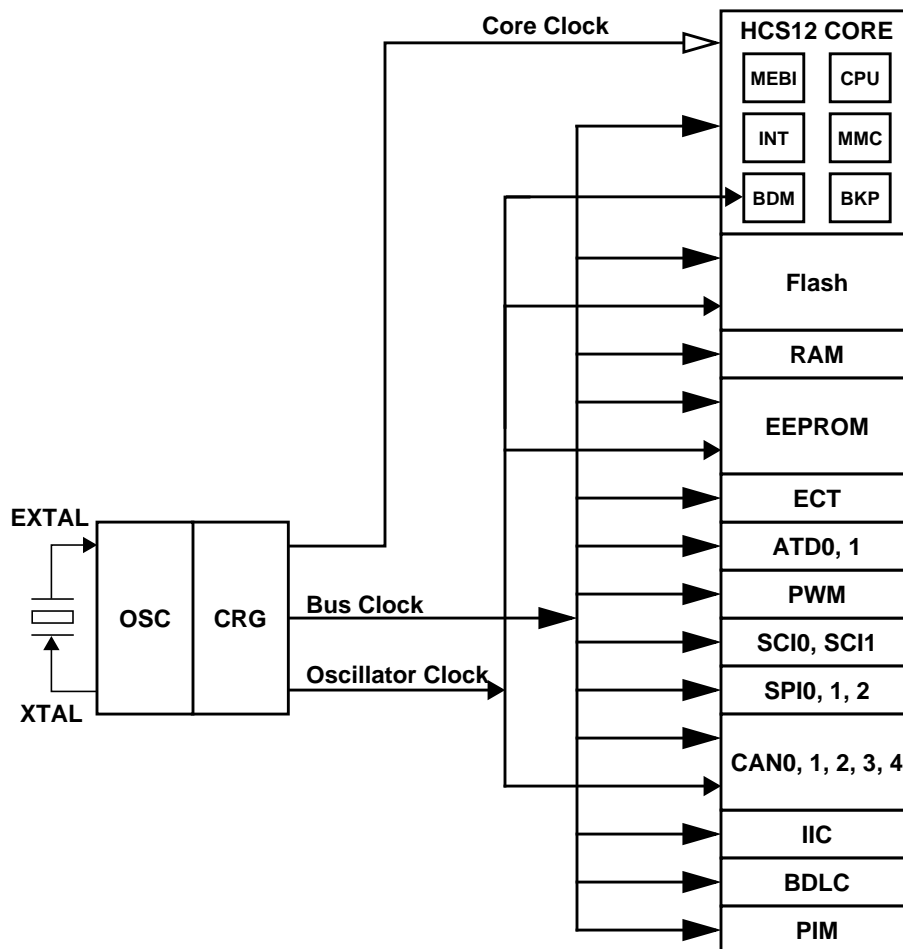 Core Clock
HCS12 CORE
MEBI
CPU
INT
MMC
BDM
BKP
Flash
RAM
EEPROM
ECT
EXTAL
ATD0, 1
PWM
OSC
CRG
Bus Clock
SCI0, SCI1
Oscillator Clock
SPI0, 1, 2
XTAL
CAN0, 1, 2, 3, 4
IIC
BDLC
PIM